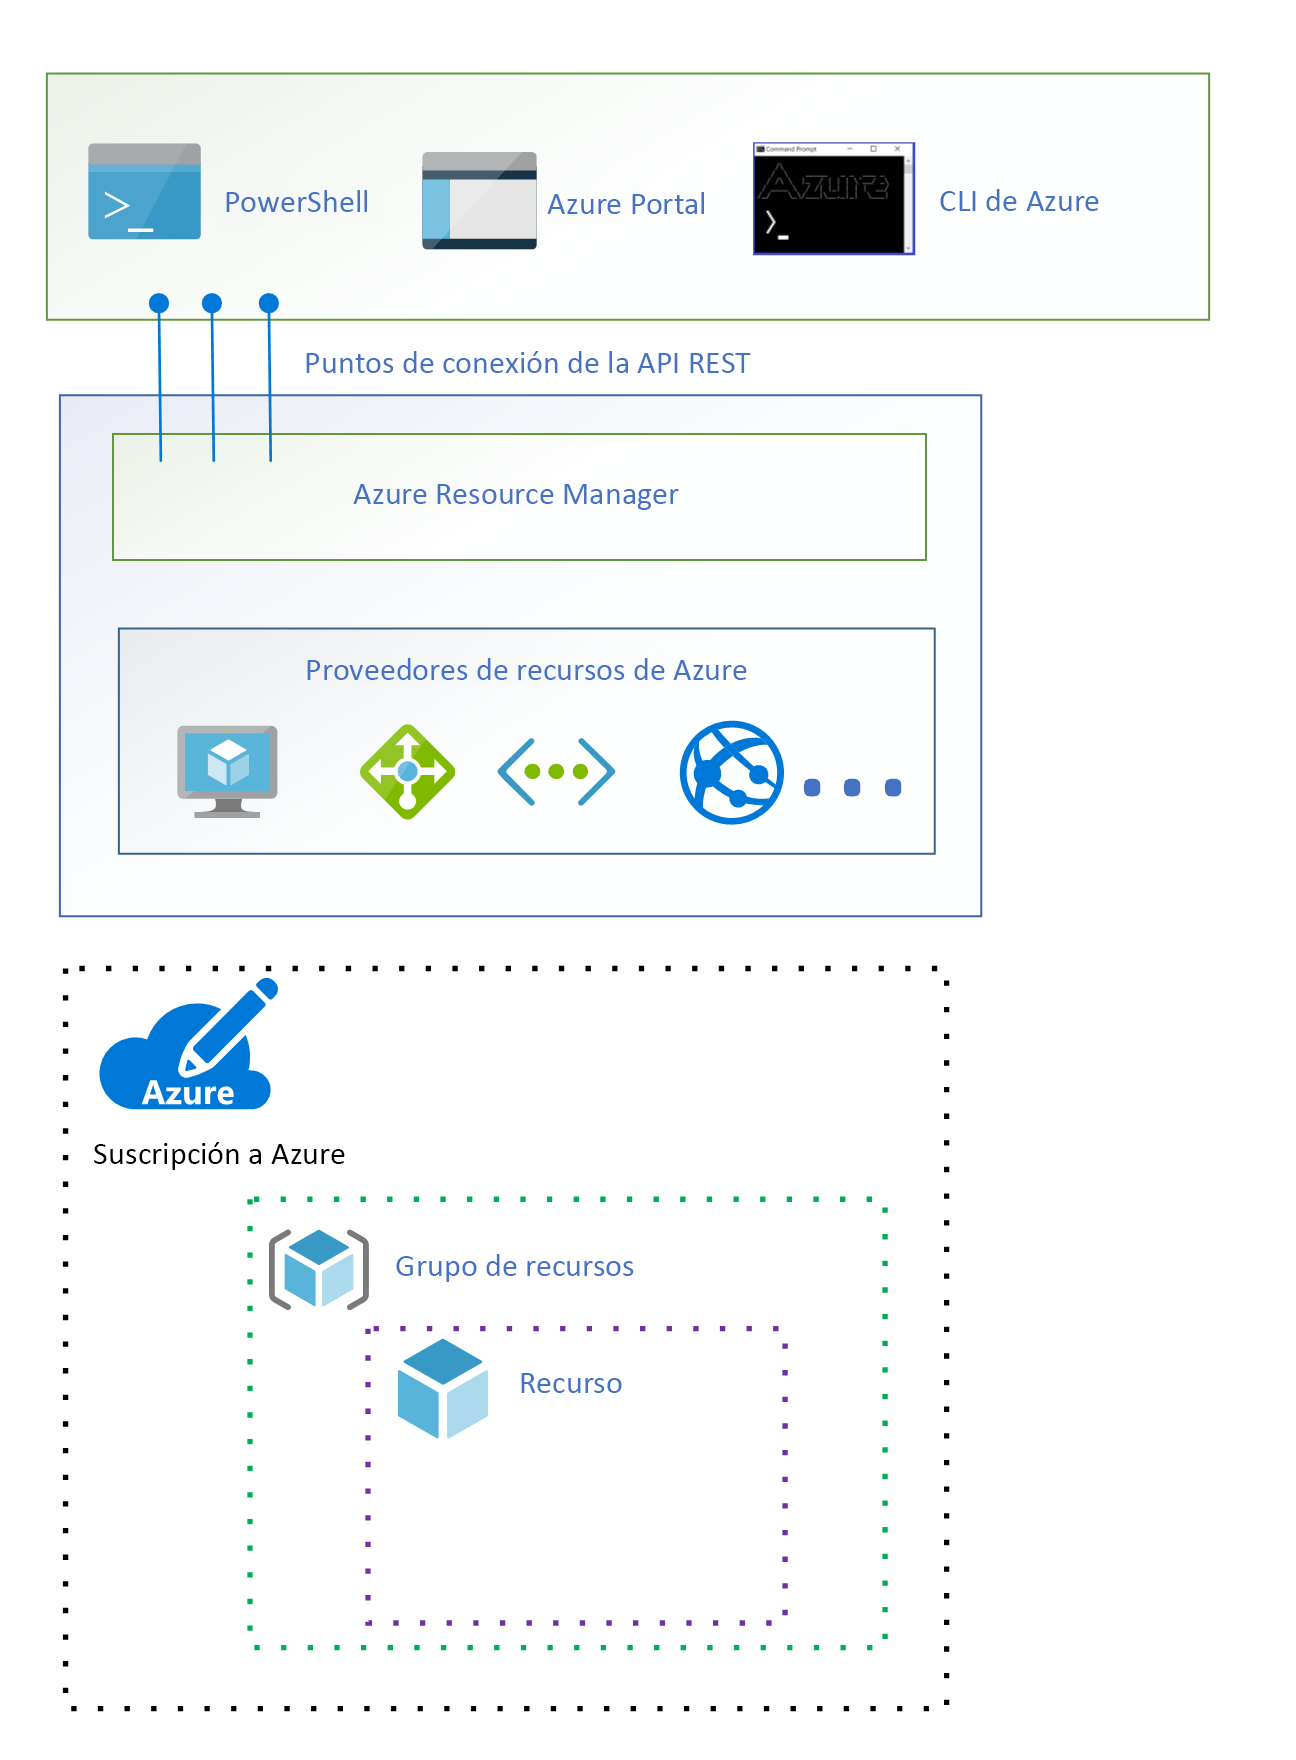 PowerShell
Azure Portal
Command Prompt
Azure
>_
CLI de Azure
Puntos de conexión de la API REST
Azure Resource Manager
Proveedores de recursos de Azure
Azure
Suscripción a Azure
Grupo de recursos
Recurso